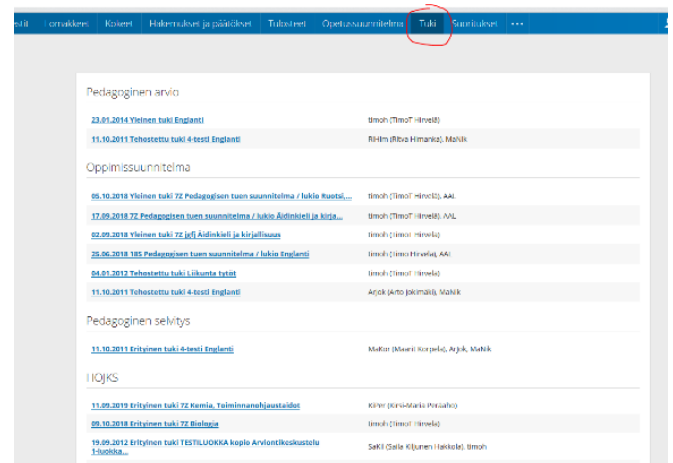 Lomakkeet Kokeet Hakemukset ja päätökset Tulosteet Opetussuunnitelma Tuki Suoritukset ...
Pedagoginen arvio
23.01.2014 Yleinen tuki Englanti timoh (TimoT Hirvelä)
11.10.2011 Tehostettu tuki 4-testi Englanti RiHim (Ritva Himanka), MaNik
Oppimissuunnitelma
05.10.2018 Yleinen tuki 7Z Pedagogisen tuen suunnitelma / lukio Ruotsi,... timoh (TimoT Hirvelä), AAL
17.09.2018 7Z Pedagogisen tuen suunnitelma / lukio Äidinkieli ja kirja... timoh (TimoT Hirvelä), AAL
02.09.2018 Yleinen tuki 7Z jgfj Äidinkieli ja kirjallisuus timoh (TimoT Hirvelä)
25.06.2018 18S Pedagogisen tuen suunnitelma / lukio Englanti timoh (Timo Hirvelä), AAL
04.01.2012 Tehostettu tuki Liikunta tytöt timoh (TimoT Hirvelä)
11.10.2011 Tehostettu tuki 4-testi Englanti Arjok (Arto Jokimäki), MaNik
Pedagoginen selvitys
11.10.2011 Erityinen tuki 4-testi Englanti MaKor (Maarit Korpela), Arjok, MaNik
HOJKS
11.09.2019 Erityinen tuki 7Z Kemia, Toiminnanohjaustaidot KiPer (Kirsi-Maria Peräaho)
09.10.2018 Erityinen tuki 7Z Biologia timoh (TimoT Hirvelä)
19.09.2012 Erityinen tuki TESTILUOKKA kopio Arviontikeskustelu SaKil (Salla Kiljunen Hakkola), timoh
1-luokka...